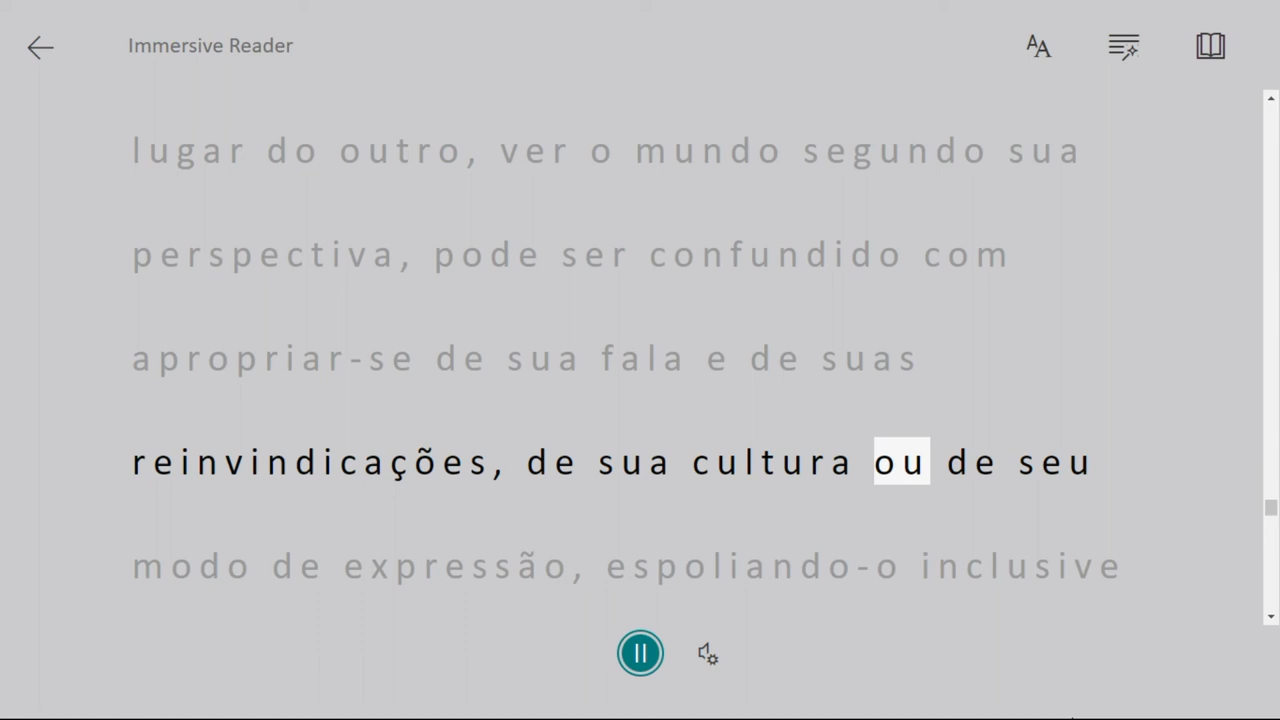 Immersive Reader
lugar do outro, ver o mundo segundo sua
perspectiva, pode ser confundido com
apropriar-se de sua fala e de suas
reinvindicações, de sua cultura ou de seu
modo de expressão, espoliando-o inclusive